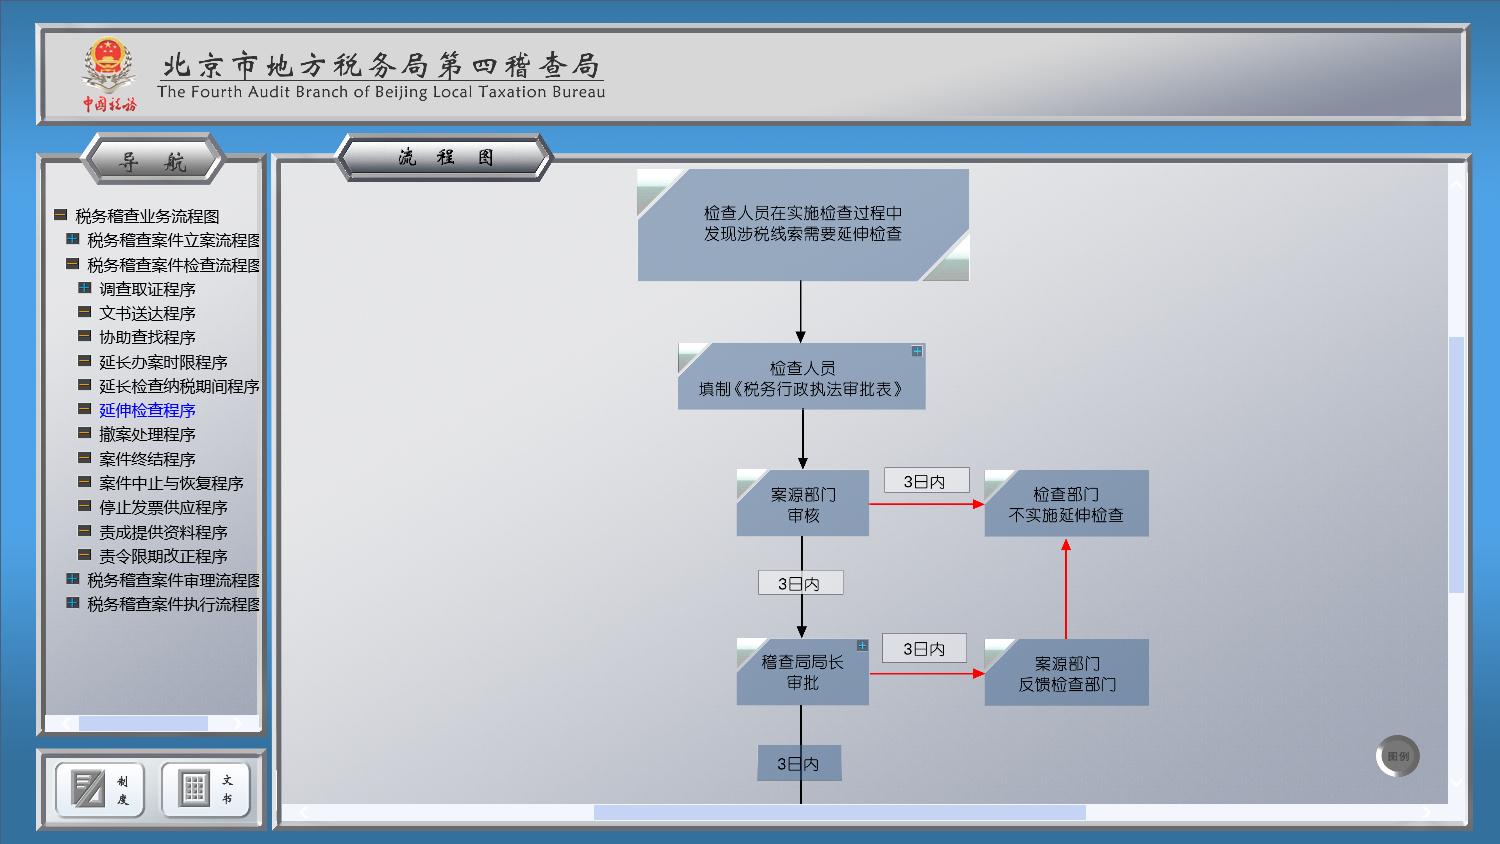 北京市地方税务局第四稽查局
The Fourth Audit Branch of Beijing Local Taxation Bureau
中国税务
导 航
流 程 图
税务稽查业务流程图
税务稽查案件立案流程图
税务稽查案件检查流程图
调查取证程序
文书送达程序
协助查找程序
延长办案时限程序
延长检查纳税期间程序
延伸检查程序
撤案处理程序
案件终结程序
案件中止与恢复程序
停止发票供应程序
责成提供资料程序
责令限期改正程序
税务稽查案件审理流程图
税务稽查案件执行流程图
制度
文书
检查人员在实施检查过程中
发现涉税线索需要延伸检查
检查人员
填制《税务行政执法审批表》
案源部门
审核
3日内
检查部门
不实施延伸检查
3日内
稽查局局长
审批
3日内
案源部门
反馈检查部门
3日内
图例